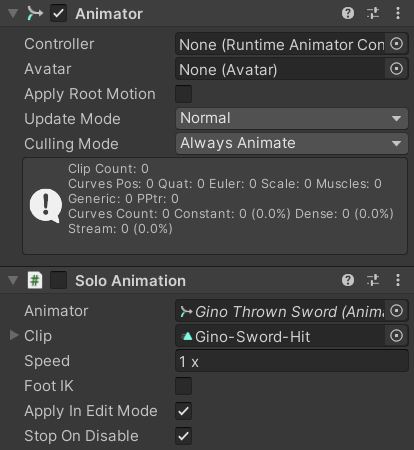 Animator
Controller None (Runtime Animator Con
Avatar None (Avatar)
Apply Root Motion
Update Mode Normal
Culling Mode Always Animate
Clip Count: 0
Curves Pos: 0 Quat: 0 Euler: 0 Scale: 0 Muscles: 0
Generic: 0 PPtr: 0
Curves Count: 0 Constant: 0 (0.0%) Dense: 0 (0.0%)
Stream: 0 (0.0%)
# Solo Animation
Animator Gino Thrown Sword (Anima
Clip Gino-Sword-Hit
Speed 1 x
Foot IK
Apply In Edit Mode
Stop On Disable